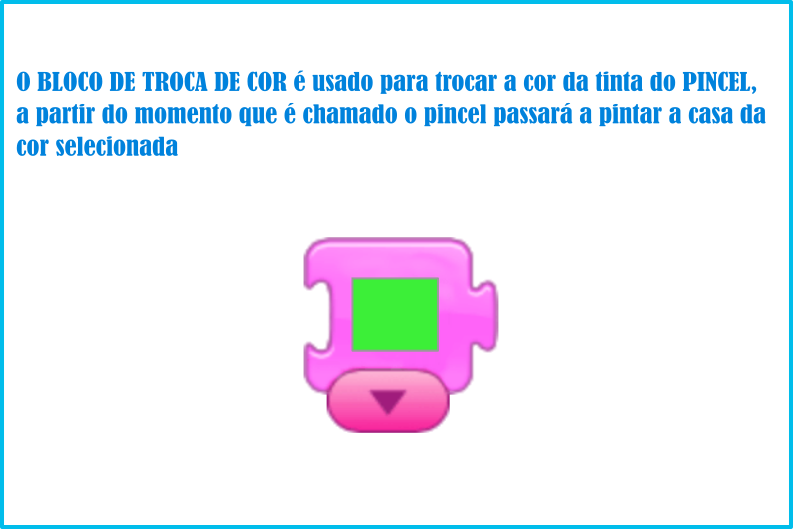 O BLOCO DE TROCA DE COR é usado para trocar a cor da tinta do PINCEL,
a partir do momento que é chamado o pincel passará a pintar a casa da
cor selecionada